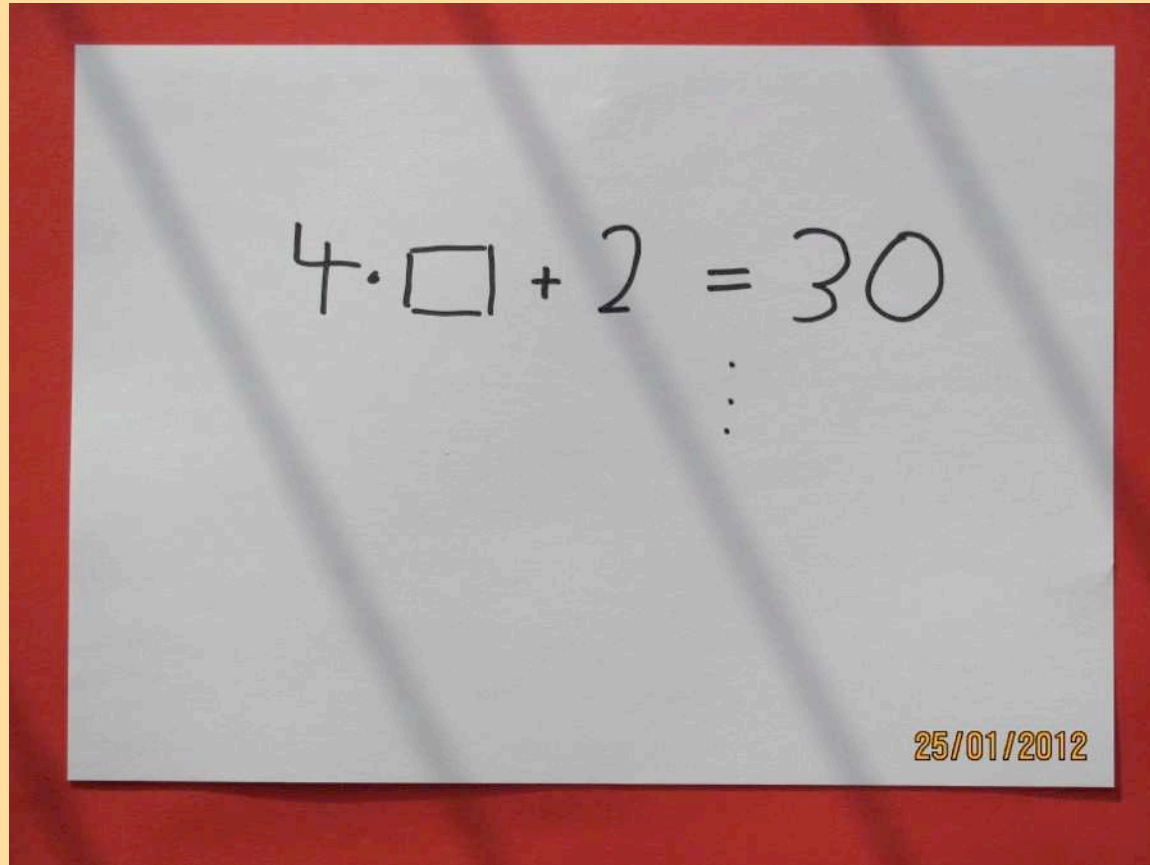 4 · □ + 2 = 30
⋮
25/01/2012